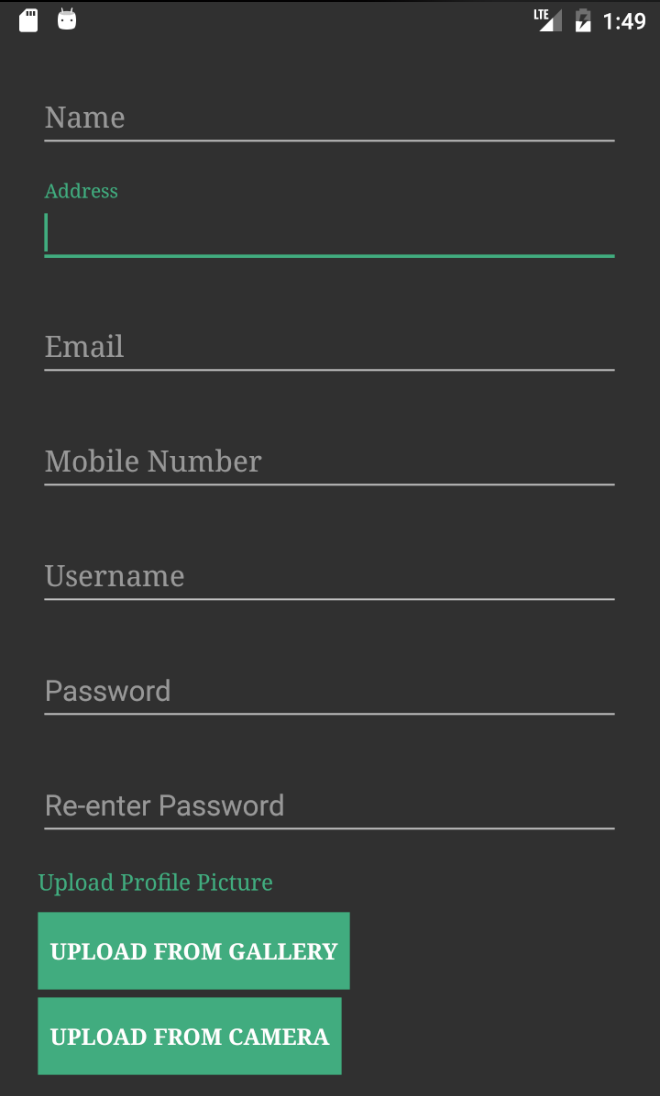 LTE 1:49
Name
Address
Email
Mobile Number
Username
Password
Re-enter Password
Upload Profile Picture
UPLOAD FROM GALLERY
UPLOAD FROM CAMERA